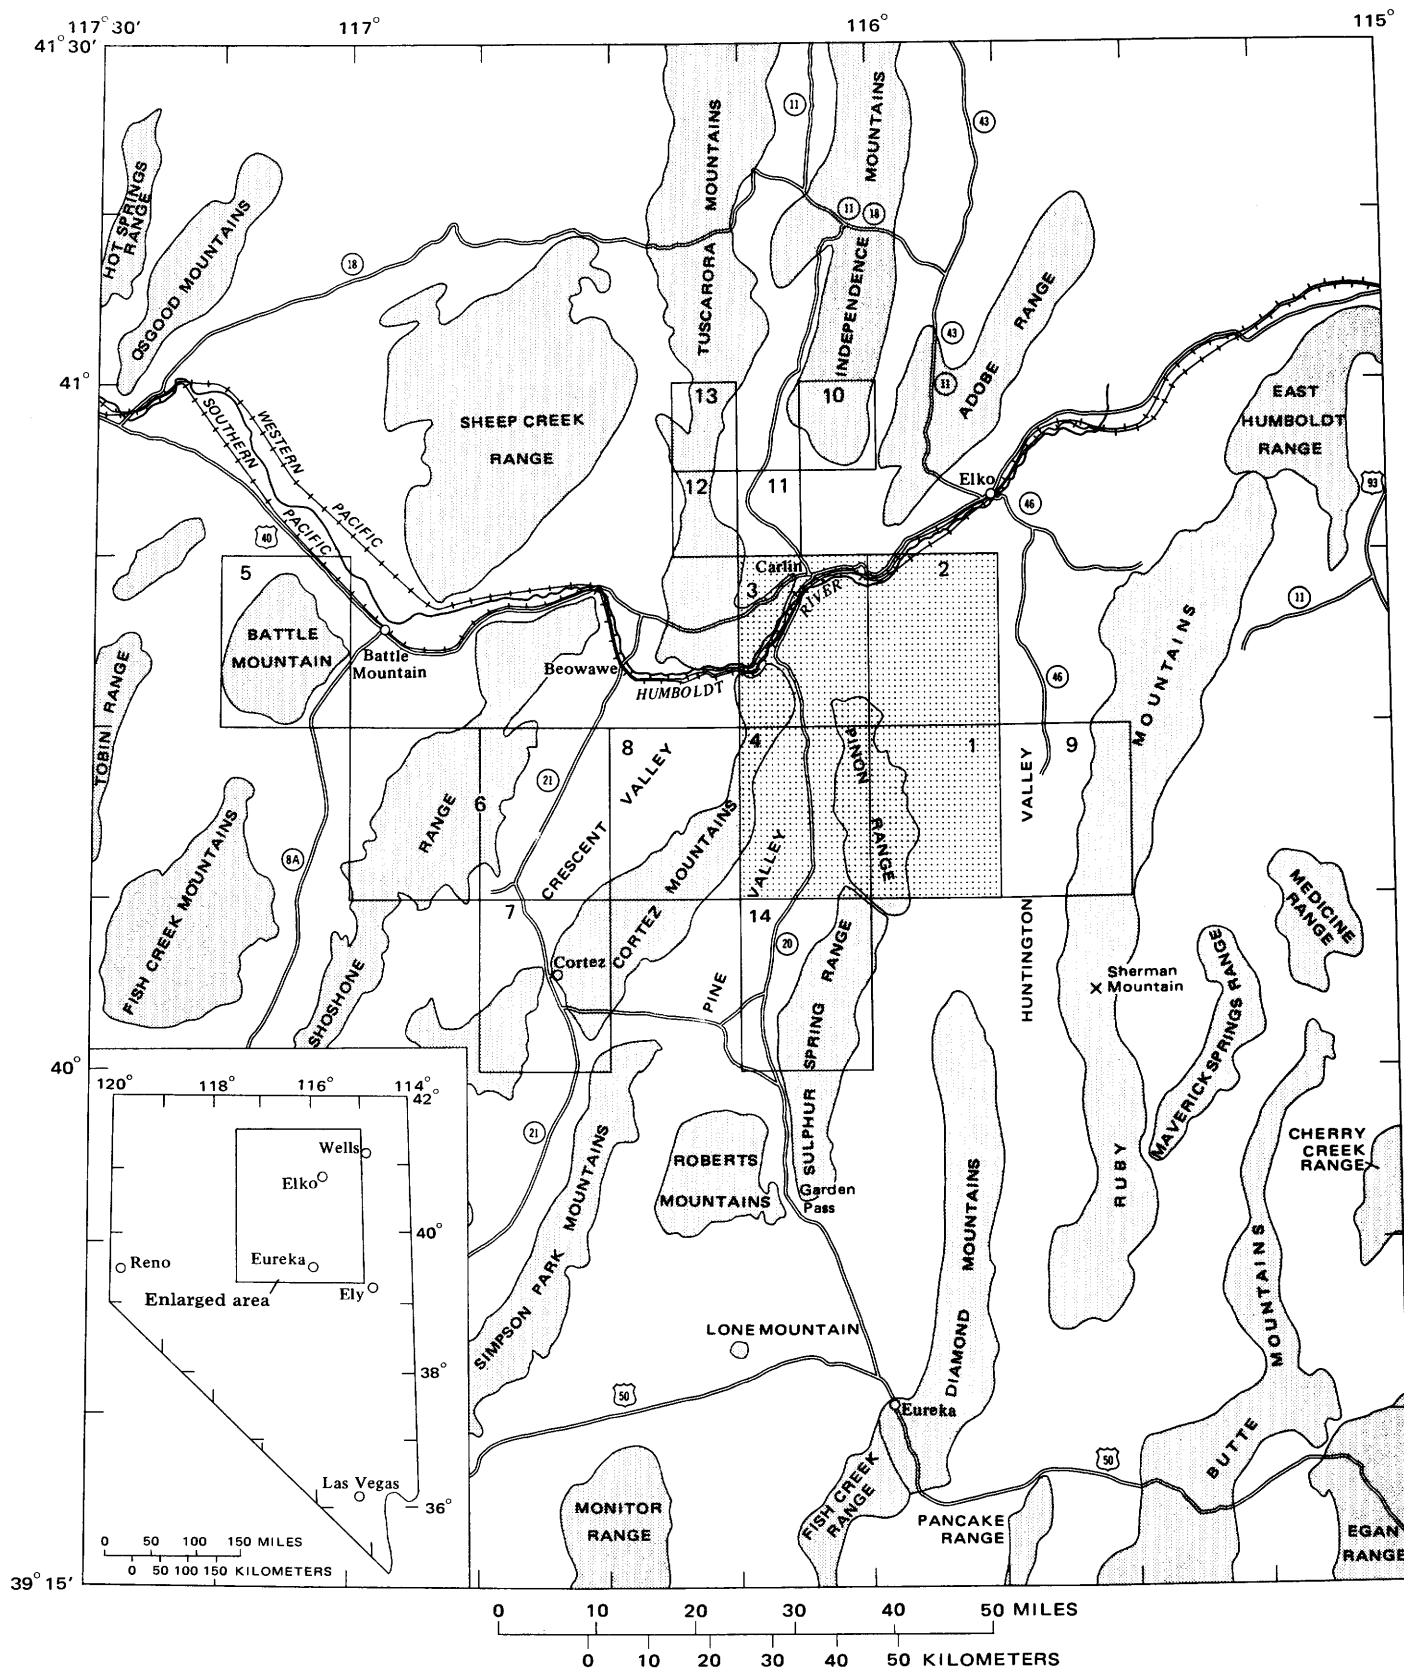 117° 30'
117°
116°
115°
41° 30'
11
43
MOUNTAINS
MOUNTAINS
HOT SPRINGS
RANGE
OSGOOD MOUNTAINS
11
18
18
TUSCARORA
INDEPENDENCE
ADOBE RANGE
43
11
41°
13
10
EAST
HUMBOLDT
RANGE
SHEEP CREEK
RANGE
SOUTHERN
PACIFIC
WESTERN
PACIFIC
12
11
Elko
93
46
40
5
Carlin
3
2
RIVER
11
BATTLE
MOUNTAIN
Battle
Mountain
Beowawe
HUMBOLDT
46
MOUNTAINS
TOBIN RANGE
8
4
1
9
PINON
RANGE
VALLEY
21
6
RANGE
CRESCENT
VALLEY
CORTEZ MOUNTAINS
VALLEY
8A
FISH CREEK MOUNTAINS
7
14
20
MEDICINE
RANGE
Cortez
SHOSHONE
PINE
HUNTINGTON
Sherman
Mountain
MAVERICK SPRINGS RANGE
SULPHUR SPRING RANGE
40°
120°
118°
116°
114°
42°
Wells
Elko
40°
Reno
Eureka
Ely
Enlarged area
38°
Las Vegas
36°
0 50 100 150 MILES
0 50 100 150 KILOMETERS
21
SIMPSON PARK MOUNTAINS
ROBERTS
MOUNTAINS
Garden
Pass
CHERRY
CREEK
RANGE
RUBY
DIAMOND MOUNTAINS
BUTTE MOUNTAINS
LONE MOUNTAIN
50
Eureka
50
MONITOR
RANGE
FISH CREEK
RANGE
PANCAKE
RANGE
EGAN
RANGE
39° 15'
0 10 20 30 40 50 MILES
0 10 20 30 40 50 KILOMETERS